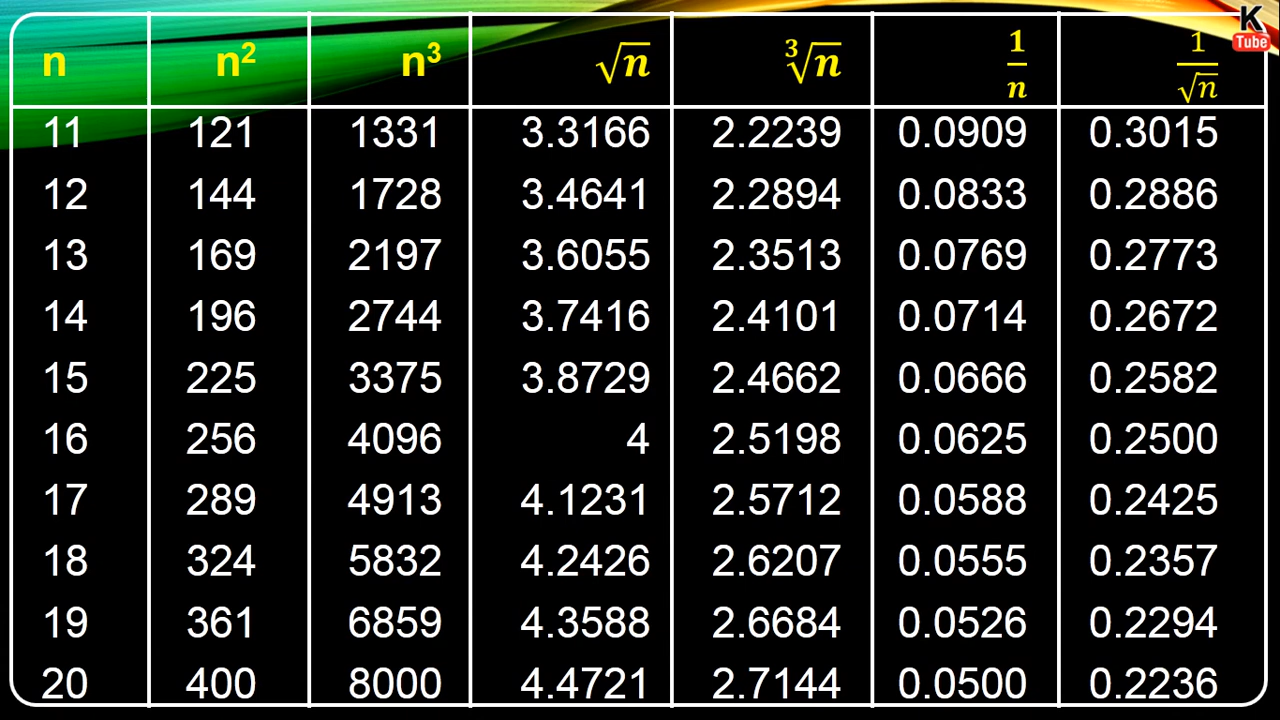 K
Tube
n n² n³ √n ∛n 1/n 1/√n
11 121 1331 3.3166 2.2239 0.0909 0.3015
12 144 1728 3.4641 2.2894 0.0833 0.2886
13 169 2197 3.6055 2.3513 0.0769 0.2773
14 196 2744 3.7416 2.4101 0.0714 0.2672
15 225 3375 3.8729 2.4662 0.0666 0.2582
16 256 4096 4 2.5198 0.0625 0.2500
17 289 4913 4.1231 2.5712 0.0588 0.2425
18 324 5832 4.2426 2.6207 0.0555 0.2357
19 361 6859 4.3588 2.6684 0.0526 0.2294
20 400 8000 4.4721 2.7144 0.0500 0.2236